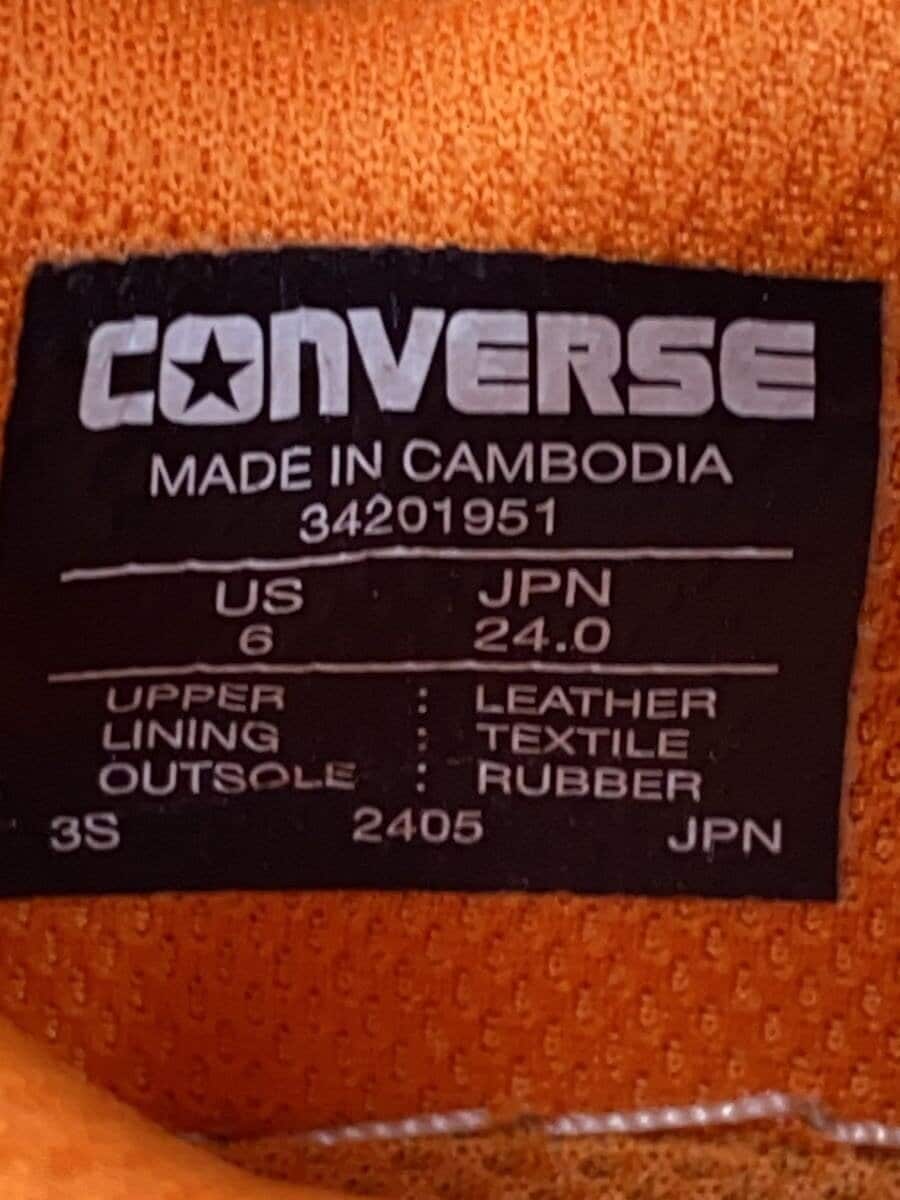 CONVERSE
MADE IN CAMBODIA
34201951
US JPN
6 24.0
UPPER : LEATHER
LINING : TEXTILE
OUTSOLE : RUBBER
3S 2405 JPN